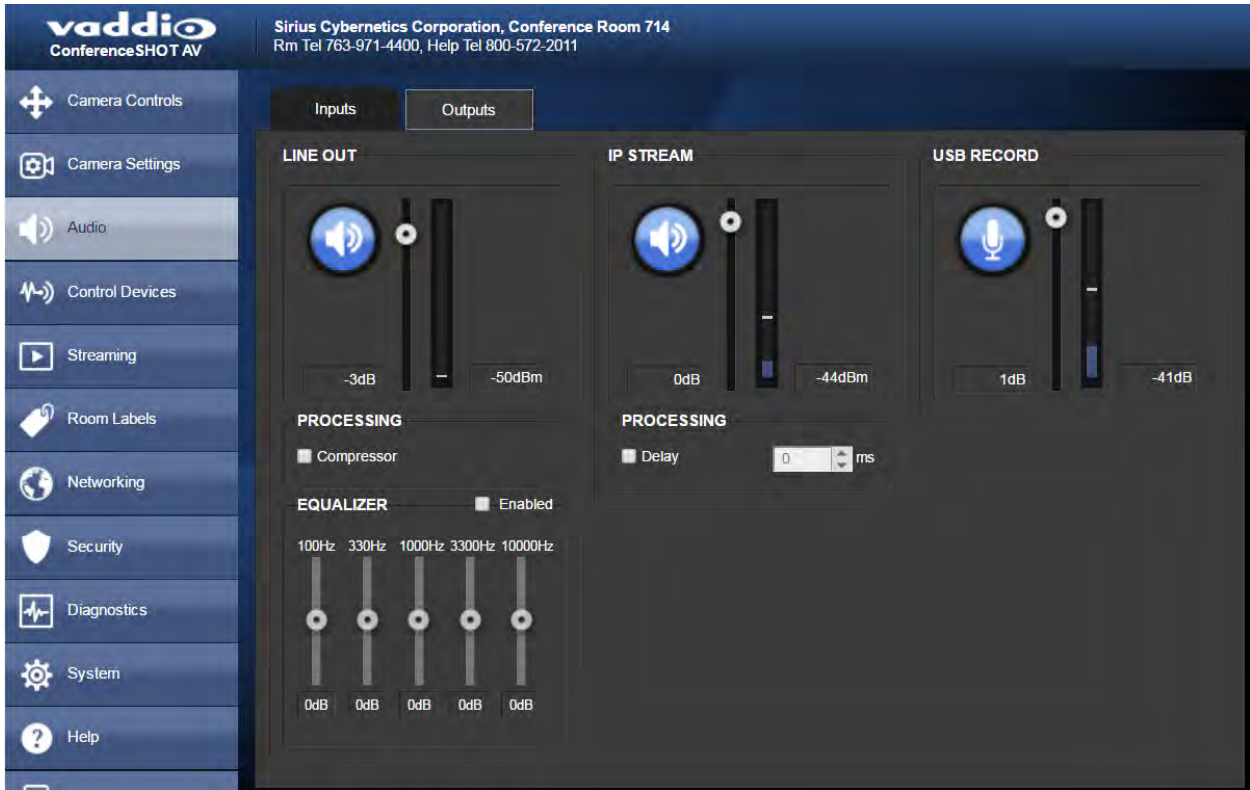 vaddio
ConferenceSHOT AV
Sirius Cybernetics Corporation, Conference Room 714
Rm Tel 763-971-4400, Help Tel 800-572-2011
Camera Controls
Camera Settings
Audio
Control Devices
Streaming
Room Labels
Networking
Security
Diagnostics
System
? Help
Inputs Outputs
LINE OUT IP STREAM USB RECORD
-3dB -50dBm 0dB -44dBm 1dB -41dB
PROCESSING PROCESSING
Compressor Delay 0 ms
EQUALIZER Enabled
100Hz 330Hz 1000Hz 3300Hz 10000Hz
0dB 0dB 0dB 0dB 0dB